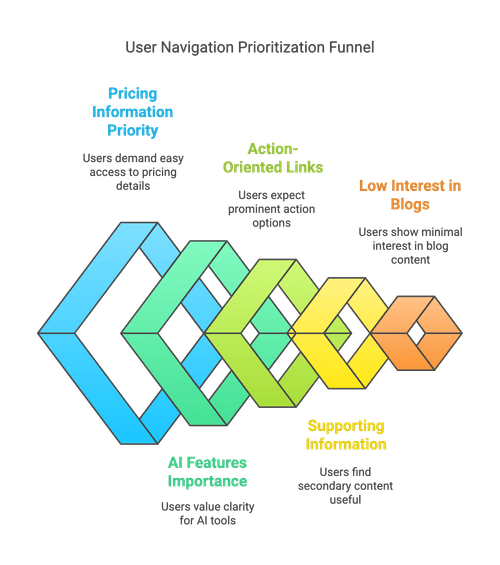 User Navigation Prioritization Funnel
Pricing
Information
Priority
Users demand easy
access to pricing
details
Action-
Oriented Links
Users expect
prominent action
options
Low Interest in
Blogs
Users show minimal
interest in blog
content
AI Features
Importance
Users value clarity
for AI tools
Supporting
Information
Users find
secondary content
useful